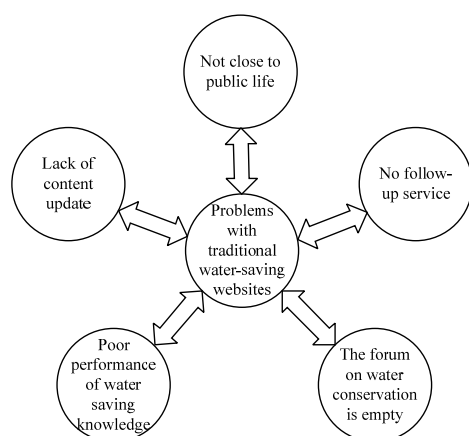 Not close to
public life
Lack of
content
update
No follow-
up service
Problems with
traditional
water-saving
websites
Poor
performance
of water
saving
knowledge
The forum
on water
conservation
is empty